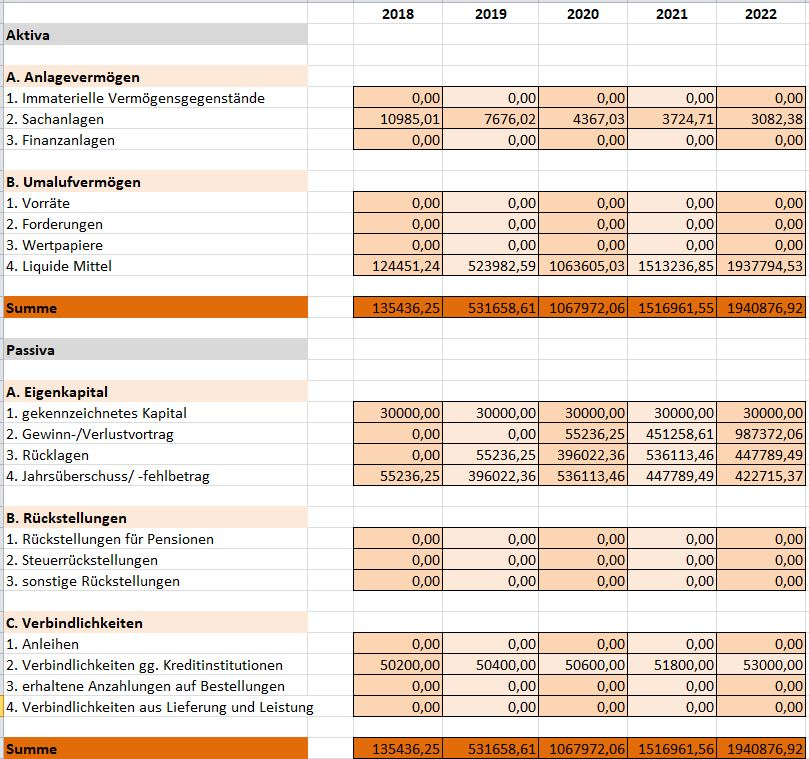 2018 2019 2020 2021 2022
Aktiva
A. Anlagevermögen
1. Immaterielle Vermögensgegenstände 0,00 0,00 0,00 0,00 0,00
2. Sachanlagen 10985,01 7676,02 4367,03 3724,71 3082,38
3. Finanzanlagen 0,00 0,00 0,00 0,00 0,00
B. Umalufvermögen
1. Vorräte 0,00 0,00 0,00 0,00 0,00
2. Forderungen 0,00 0,00 0,00 0,00 0,00
3. Wertpapiere 0,00 0,00 0,00 0,00 0,00
4. Liquide Mittel 124451,24 523982,59 1063605,03 1513236,85 1937794,53
Summe 135436,25 531658,61 1067972,06 1516961,55 1940876,92
Passiva
A. Eigenkapital
1. gekennzeichnetes Kapital 30000,00 30000,00 30000,00 30000,00 30000,00
2. Gewinn-/Verlustvortrag 0,00 0,00 55236,25 451258,61 987372,06
3. Rücklagen 0,00 55236,25 396022,36 536113,46 447789,49
4. Jahrsüberschuss/ -fehlbetrag 55236,25 396022,36 536113,46 447789,49 422715,37
B. Rückstellungen
1. Rückstellungen für Pensionen 0,00 0,00 0,00 0,00 0,00
2. Steuerrückstellungen 0,00 0,00 0,00 0,00 0,00
3. sonstige Rückstellungen 0,00 0,00 0,00 0,00 0,00
C. Verbindlichkeiten
1. Anleihen 0,00 0,00 0,00 0,00 0,00
2. Verbindlichkeiten gg. Kreditinstitutionen 50200,00 50400,00 50600,00 51800,00 53000,00
3. erhaltene Anzahlungen auf Bestellungen 0,00 0,00 0,00 0,00 0,00
4. Verbindlichkeiten aus Lieferung und Leistung 0,00 0,00 0,00 0,00 0,00
Summe 135436,25 531658,61 1067972,06 1516961,56 1940876,92